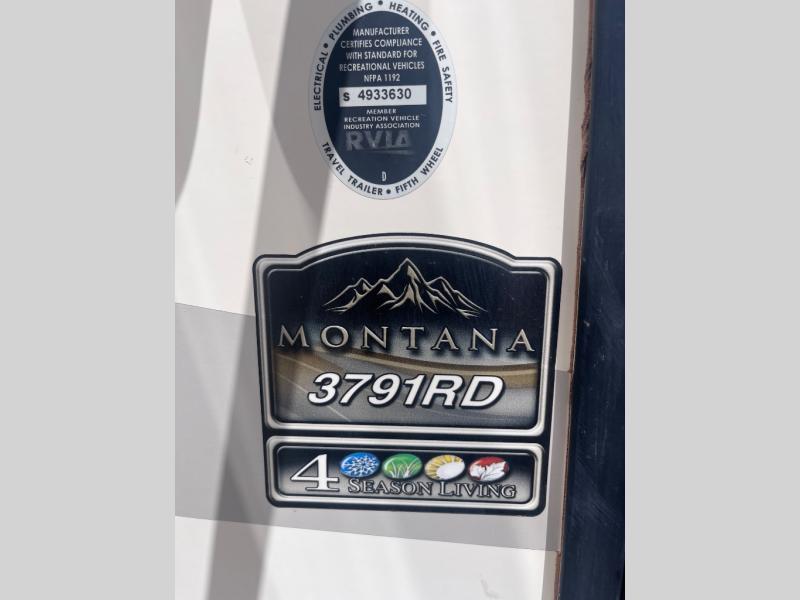 ELECTRICAL • PLUMBING • HEATING • FIRE SAFETY
MANUFACTURER
CERTIFIES COMPLIANCE
WITH STANDARD FOR
RECREATIONAL VEHICLES
NFPA 1192
S 4933630
MEMBER
RECREATION VEHICLE
INDUSTRY ASSOCIATION
RVIA
D
TRAVEL TRAILER • FIFTH WHEEL
MONTANA
3791RD
4 SEASON LIVING